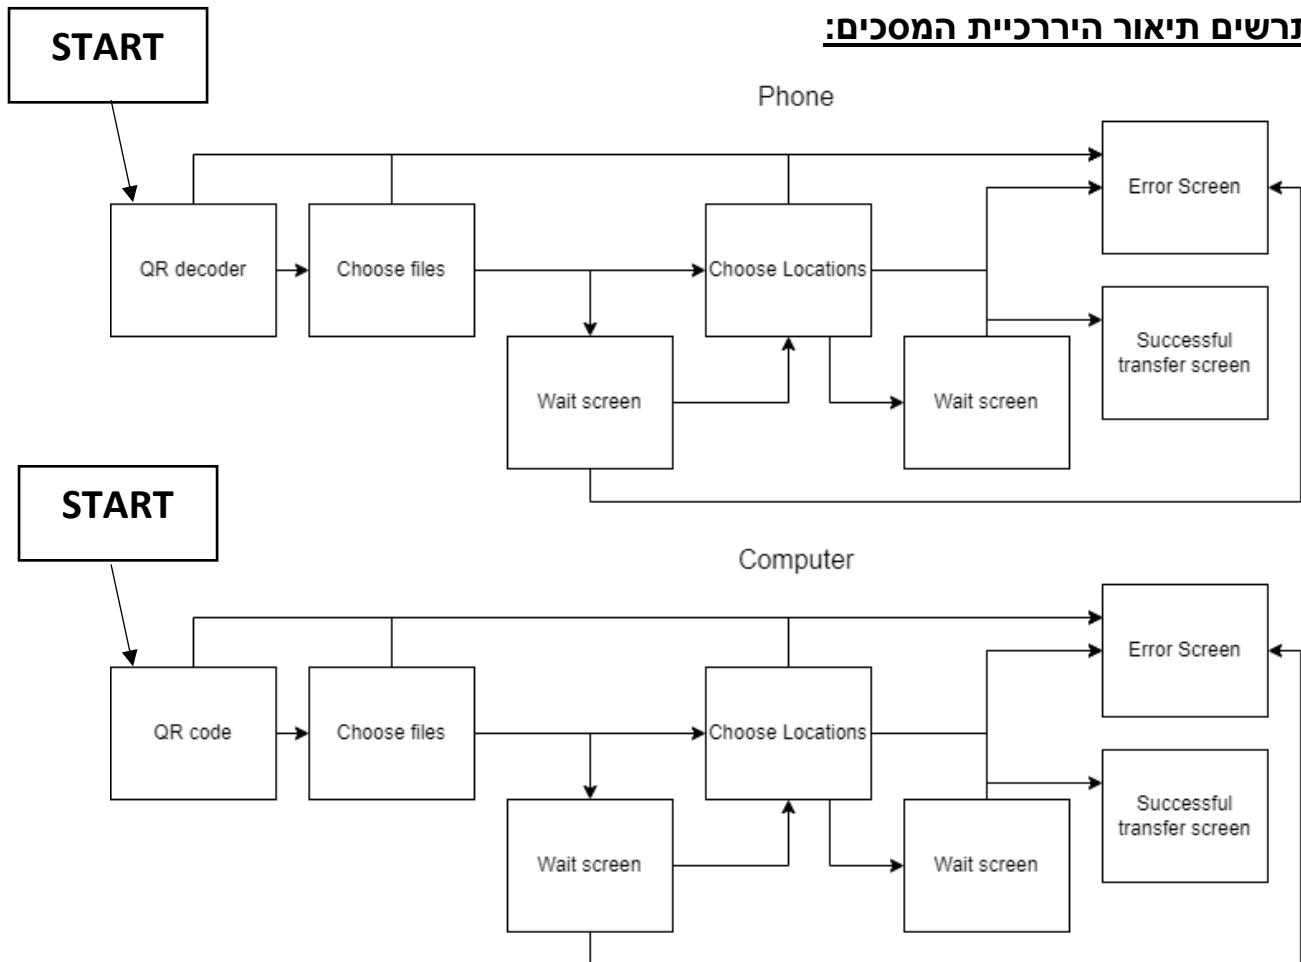 תרשים תיאור היררכיית המסכים:
START
Phone
Error Screen
QR decoder
Choose files
Choose Locations
Successful
transfer screen
Wait screen
Wait screen
START
Computer
Error Screen
QR code
Choose files
Choose Locations
Successful
transfer screen
Wait screen
Wait screen